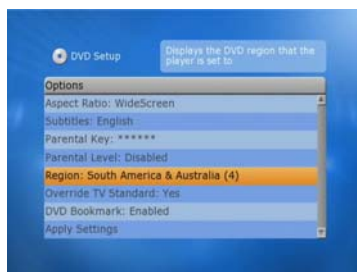 DVD Setup
Displays the DVD region that the
player is set to
Options
Aspect Ratio: WideScreen
Subtitles: English
Parental Key: ******
Parental Level: Disabled
Region: South America & Australia (4)
Override TV Standard: Yes
DVD Bookmark: Enabled
Apply Settings